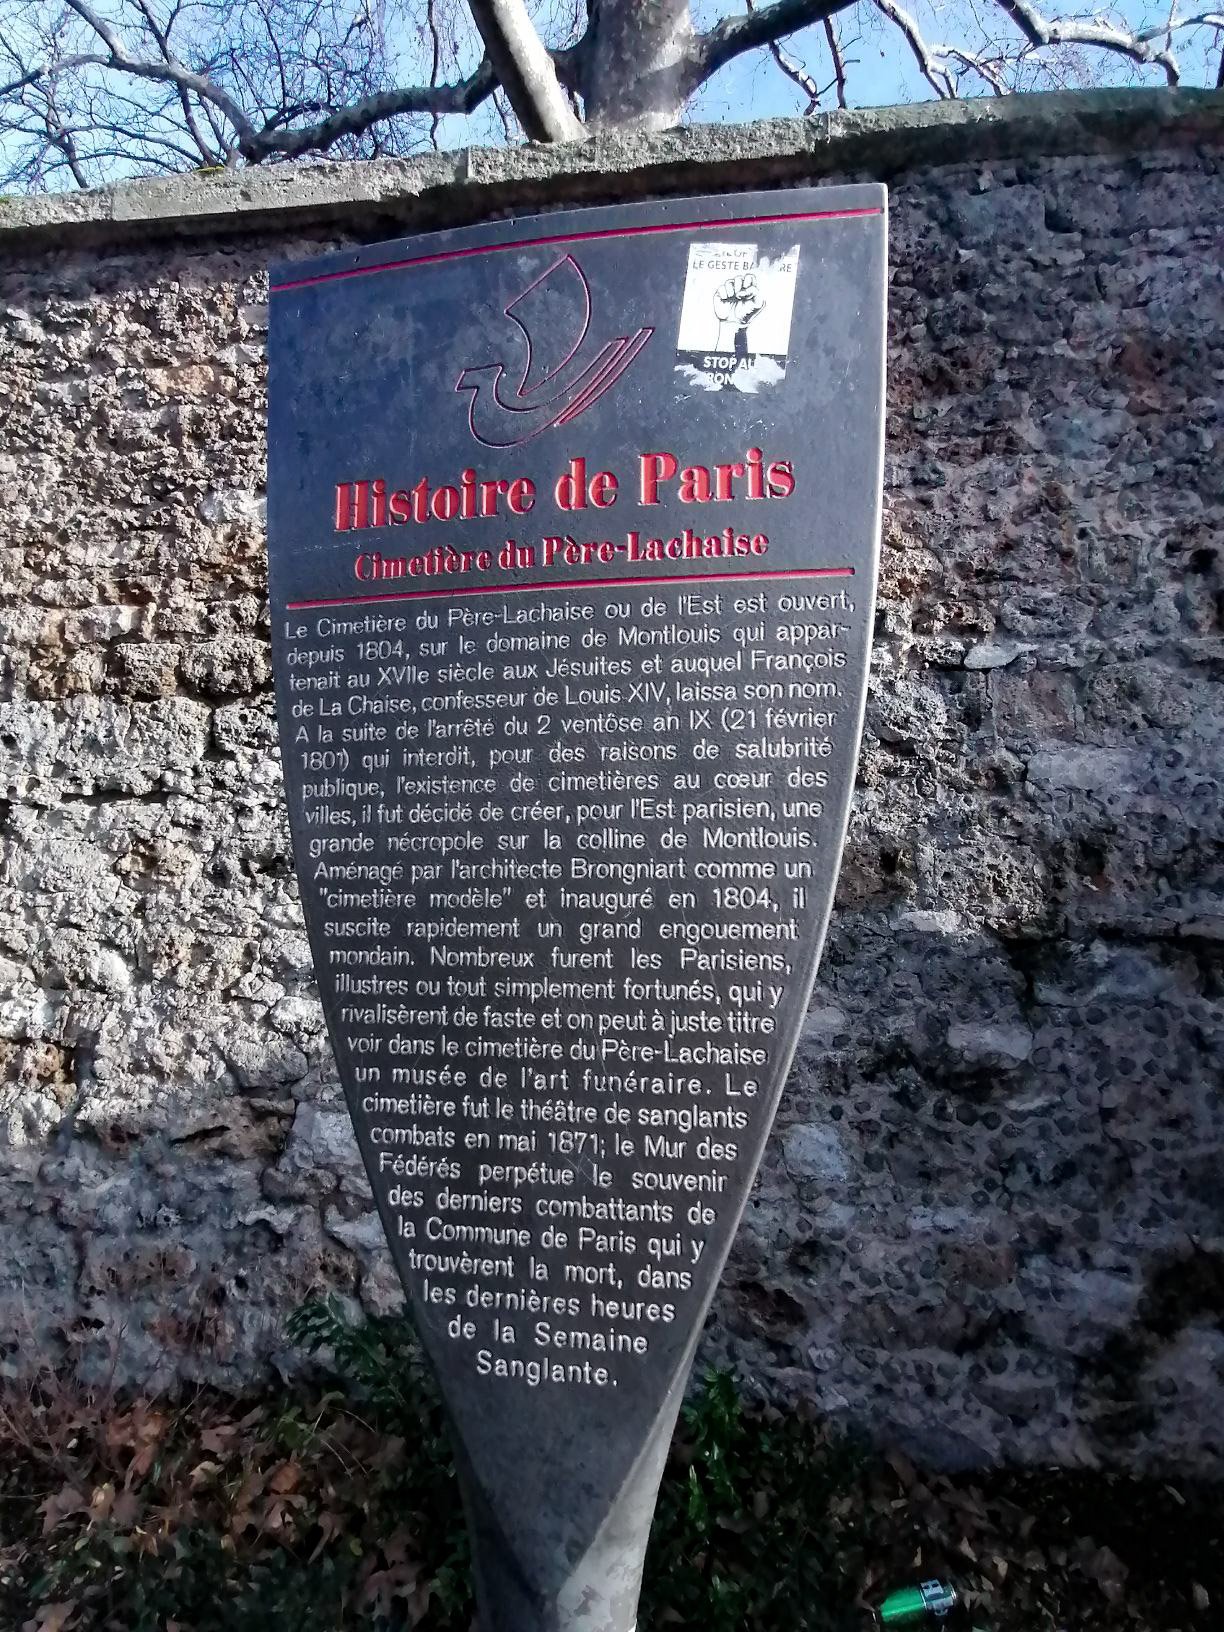 LE GESTE
STOP AU
Histoire de Paris
Cimetière du Père-Lachaise
Le Cimetière du Père-Lachaise ou de l'Est est ouvert,
depuis 1804, sur le domaine de Montlouis qui appar-
tenait au XVIIe siècle aux Jésuites et auquel François
de La Chaise, confesseur de Louis XIV, laissa son nom.
A la suite de l'arrêté du 2 ventôse an IX (21 février
1801) qui interdit, pour des raisons de salubrité
publique, l'existence de cimetières au cœur des
villes, il fut décidé de créer, pour l'Est parisien, une
grande nécropole sur la colline de Montlouis.
Aménagé par l'architecte Brongniart comme un
"cimetière modèle" et inauguré en 1804, il
suscite rapidement un grand engouement
mondain. Nombreux furent les Parisiens,
illustres ou tout simplement fortunés, qui y
rivalisèrent de faste et on peut à juste titre
voir dans le cimetière du Père-Lachaise
un musée de l'art funéraire. Le
cimetière fut le théâtre de sanglants
combats en mai 1871; le Mur des
Fédérés perpétue le souvenir
des derniers combattants de
la Commune de Paris qui y
trouvèrent la mort, dans
les dernières heures
de la Semaine
Sanglante.